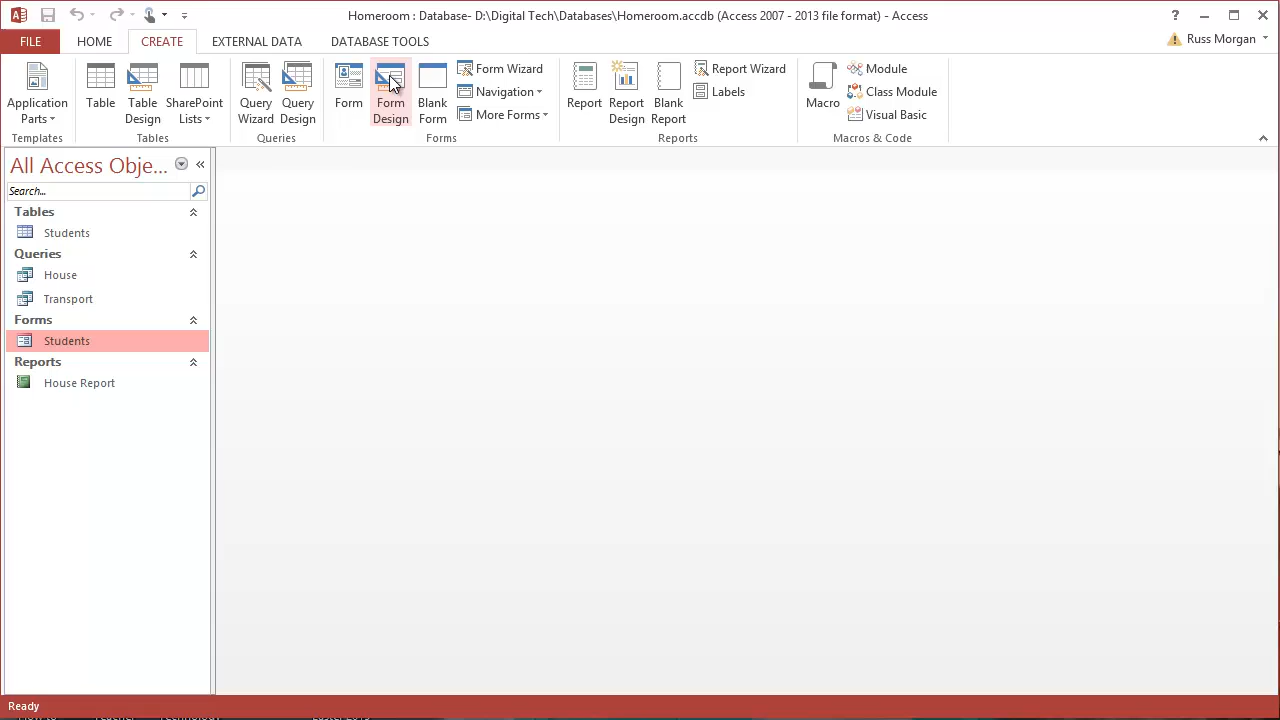 Homeroom : Database- D:\Digital Tech\Databases\Homeroom.accdb (Access 2007 - 2013 file format) - Access
?
FILE
HOME
CREATE
EXTERNAL DATA
DATABASE TOOLS
Russ Morgan
Application Parts
Table
Table Design
SharePoint Lists
Query Wizard
Query Design
Form
Form Design
Blank Form
Form Wizard
Navigation
More Forms
Report
Report Design
Blank Report
Report Wizard
Labels
Macro
Module
Class Module
Visual Basic
Templates
Tables
Queries
Forms
Reports
Macros & Code
All Access Obje...
Search...
Tables
Students
Queries
House
Transport
Forms
Students
Reports
House Report
Ready